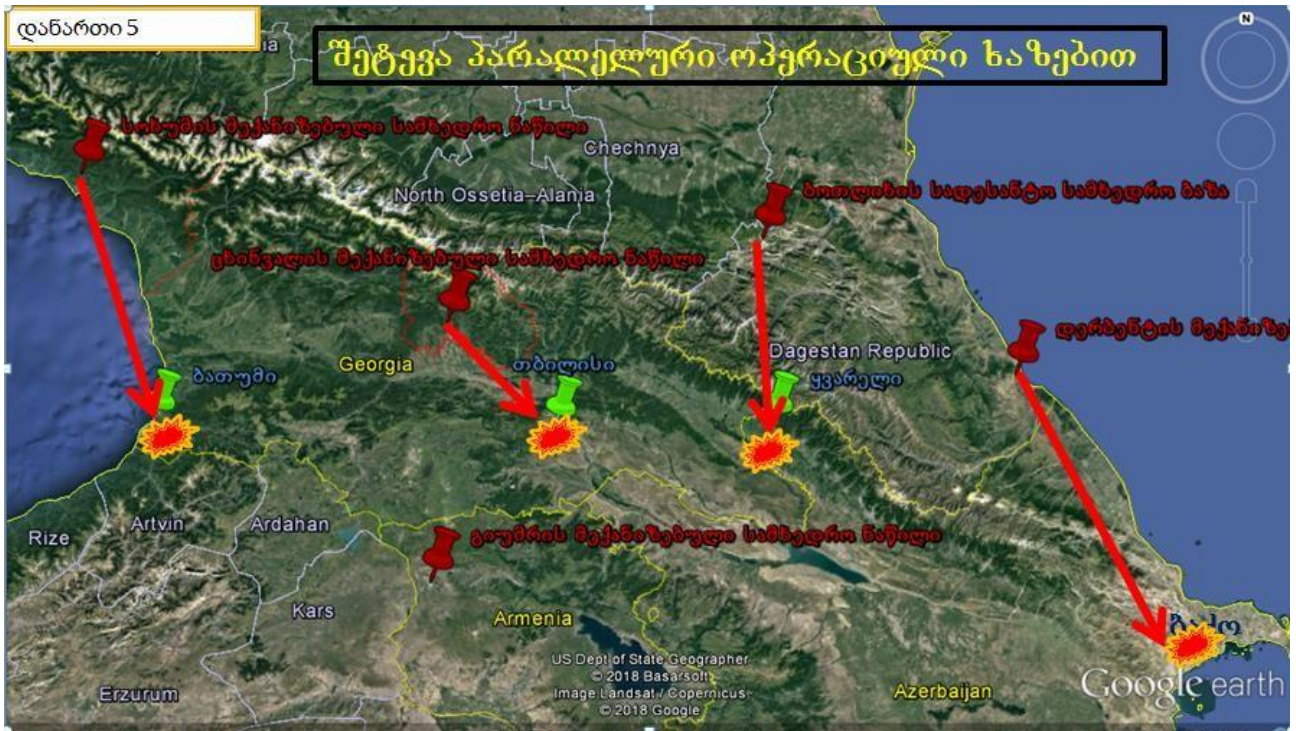 დანართი 5
შეტევა პარალელური ოპერაციული ხაზებით
სოხუმის მექანიზებული სამხედრო ნაწილი
Chechnya
North Ossetia-Alania
ბოთლიხის სადესანტო სამხედრო ბაზა
ცხინვალის მექანიზებული სამხედრო ნაწილი
დერბენტის
Dagestan Republic
Georgia
თბილისი
ბათუმი
ყვარელი
Rize
Artvin
Ardahan
გიუმრის მექანიზებული სამხედრო ნაწილი
Kars
Armenia
ბაქო
US Dept of State Geographer
© 2018 Basarsoft
Image Landsat / Copernicus
© 2018 Google
Erzurum
Azerbaijan
Google earth
N